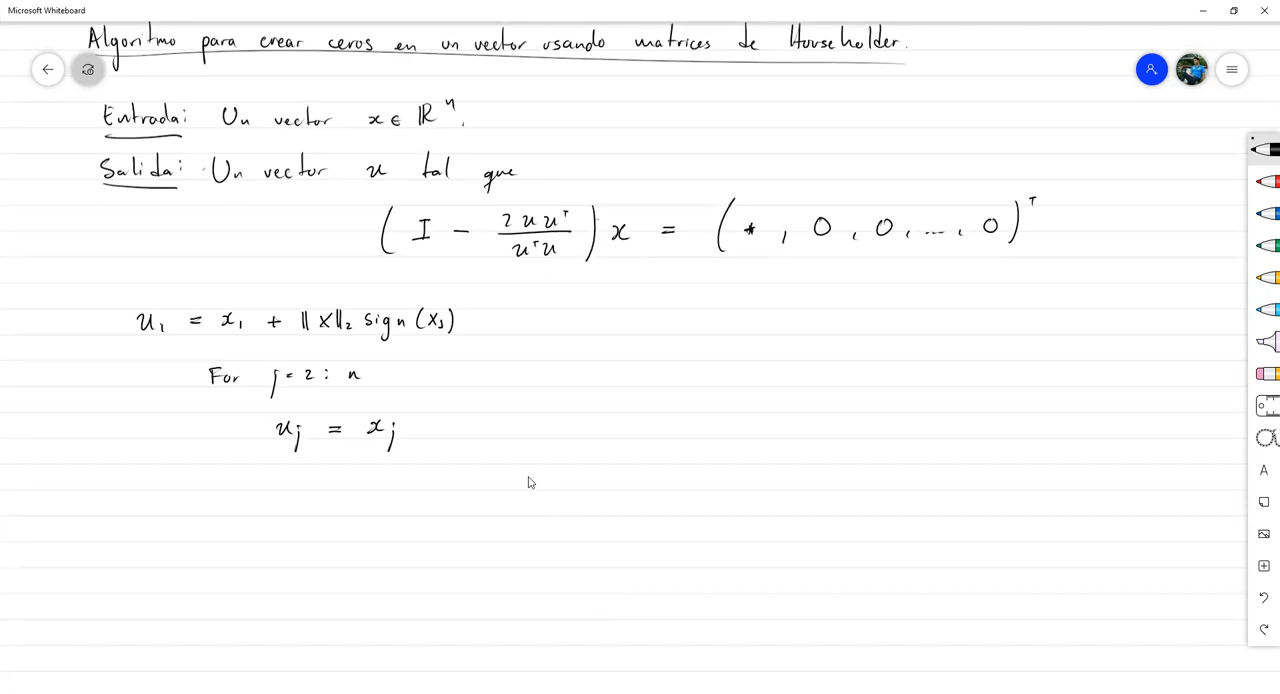 Microsoft Whiteboard
Algoritmo para crear ceros en un vector usando matrices de Householder.
Entrada: Un vector x ∈ ℝⁿ.
Salida: Un vector u tal que
( I - 2uuᵀ / uᵀu ) x = ( *, 0, 0, ..., 0 )ᵀ
u₁ = x₁ + ‖x‖₂ sign(x₁)
For j = 2 : n
uⱼ = xⱼ
A